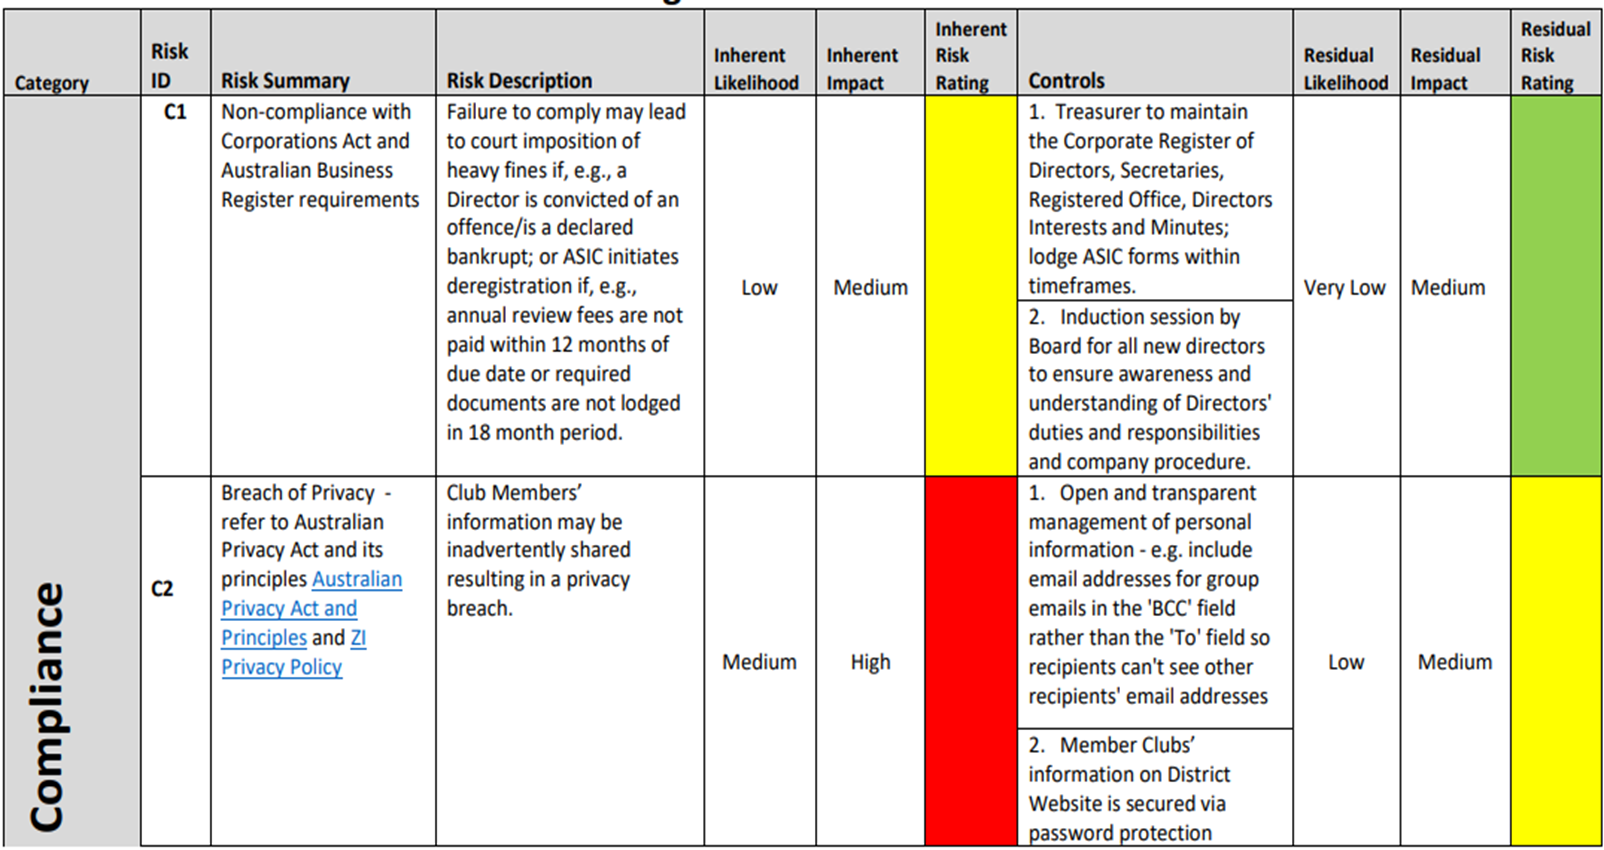 Category
Risk
ID
Risk Summary
Risk Description
Inherent
Likelihood
Inherent
Impact
Inherent
Risk
Rating
Controls
Residual
Likelihood
Residual
Impact
Residual
Risk
Rating
Compliance
C1
Non-compliance with
Corporations Act and
Australian Business
Register requirements
Failure to comply may lead
to court imposition of
heavy fines if, e.g., a
Director is convicted of an
offence/is a declared
bankrupt; or ASIC initiates
deregistration if, e.g.,
annual review fees are not
paid within 12 months of
due date or required
documents are not lodged
in 18 month period.
Low
Medium
1. Treasurer to maintain
the Corporate Register of
Directors, Secretaries,
Registered Office, Directors
Interests and Minutes;
lodge ASIC forms within
timeframes.
2. Induction session by
Board for all new directors
to ensure awareness and
understanding of Directors'
duties and responsibilities
and company procedure.
Very Low
Medium
C2
Breach of Privacy -
refer to Australian
Privacy Act and its
principles Australian
Privacy Act and
Principles and ZI
Privacy Policy
Club Members’
information may be
inadvertently shared
resulting in a privacy
breach.
Medium
High
1. Open and transparent
management of personal
information - e.g. include
email addresses for group
emails in the 'BCC' field
rather than the 'To' field so
recipients can't see other
recipients' email addresses
2. Member Clubs’
information on District
Website is secured via
password protection
Low
Medium